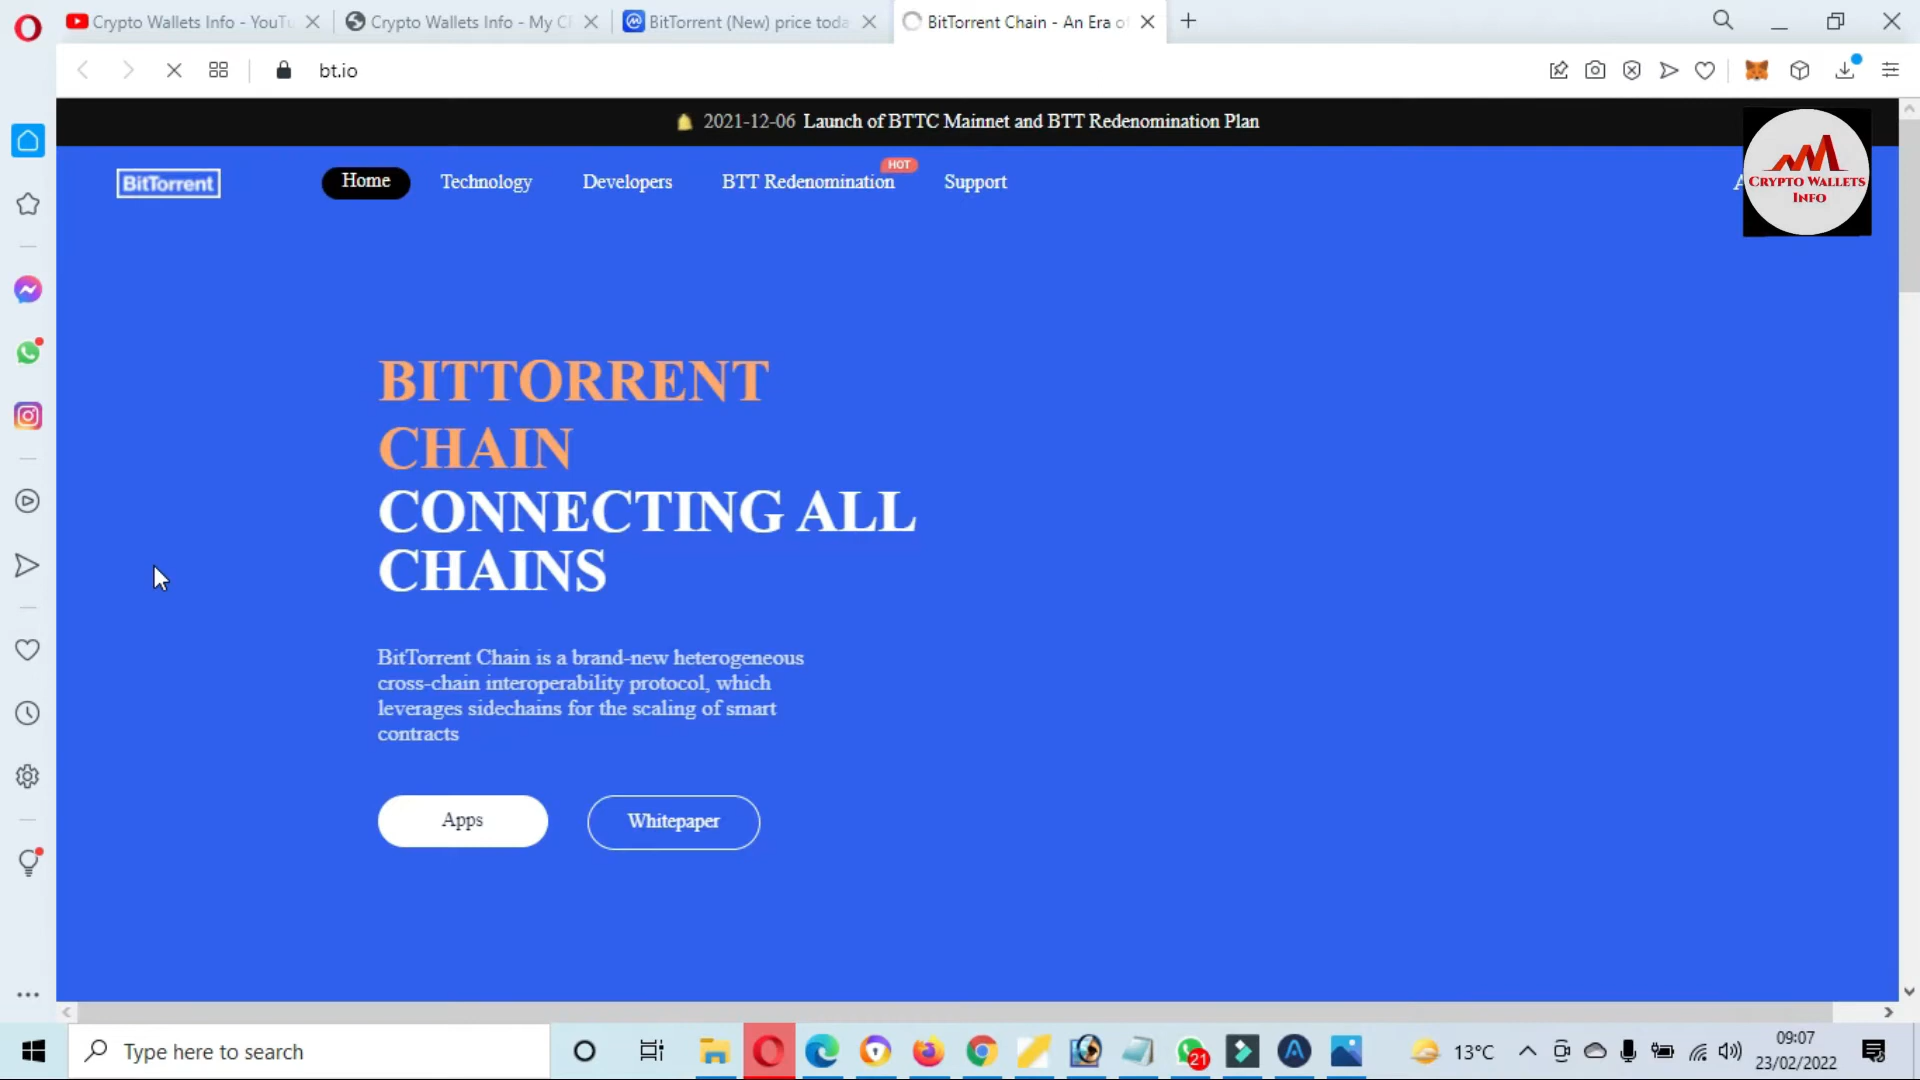 Crypto Wallets Info - YouTu
Crypto Wallets Info - My C
BitTorrent (New) price toda
BitTorrent Chain - An Era of
bt.io
2021-12-06 Launch of BTTC Mainnet and BTT Redenomination Plan
BitTorrent
Home
Technology
Developers
BTT Redenomination
HOT
Support
CRYPTO WALLETS
INFO
BITTORRENT
CHAIN
CONNECTING ALL
CHAINS
BitTorrent Chain is a brand-new heterogeneous
cross-chain interoperability protocol, which
leverages sidechains for the scaling of smart
contracts
Apps
Whitepaper
Type here to search
21
13°C
09:07
23/02/2022